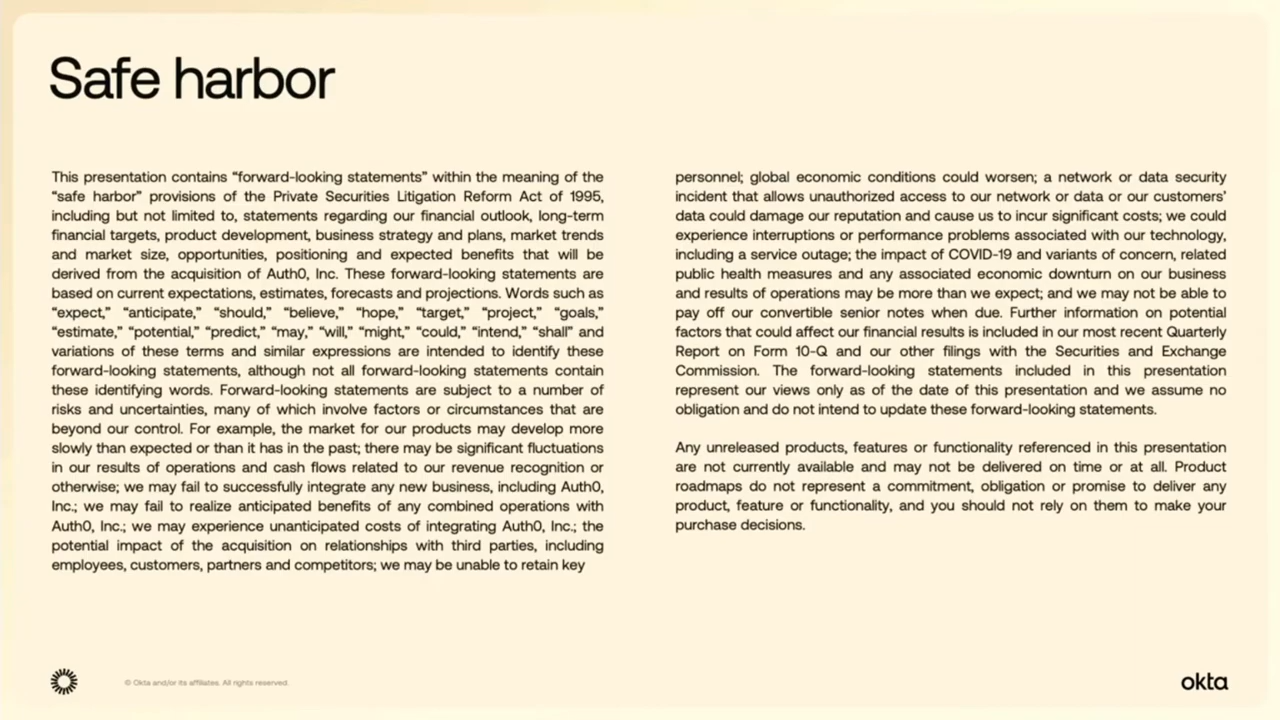 Safe harbor
This presentation contains “forward-looking statements” within the meaning of the
“safe harbor” provisions of the Private Securities Litigation Reform Act of 1995,
including but not limited to, statements regarding our financial outlook, long-term
financial targets, product development, business strategy and plans, market trends
and market size, opportunities, positioning and expected benefits that will be
derived from the acquisition of Auth0, Inc. These forward-looking statements are
based on current expectations, estimates, forecasts and projections. Words such as
“expect,” “anticipate,” “should,” “believe,” “hope,” “target,” “project,” “goals,”
“estimate,” “potential,” “predict,” “may,” “will,” “might,” “could,” “intend,” “shall” and
variations of these terms and similar expressions are intended to identify these
forward-looking statements, although not all forward-looking statements contain
these identifying words. Forward-looking statements are subject to a number of
risks and uncertainties, many of which involve factors or circumstances that are
beyond our control. For example, the market for our products may develop more
slowly than expected or than it has in the past; there may be significant fluctuations
in our results of operations and cash flows related to our revenue recognition or
otherwise; we may fail to successfully integrate any new business, including Auth0,
Inc.; we may fail to realize anticipated benefits of any combined operations with
Auth0, Inc.; we may experience unanticipated costs of integrating Auth0, Inc.; the
potential impact of the acquisition on relationships with third parties, including
employees, customers, partners and competitors; we may be unable to retain key
personnel; global economic conditions could worsen; a network or data security
incident that allows unauthorized access to our network or data or our customers’
data could damage our reputation and cause us to incur significant costs; we could
experience interruptions or performance problems associated with our technology,
including a service outage; the impact of COVID-19 and variants of concern, related
public health measures and any associated economic downturn on our business
and results of operations may be more than we expect; and we may not be able to
pay off our convertible senior notes when due. Further information on potential
factors that could affect our financial results is included in our most recent Quarterly
Report on Form 10-Q and our other filings with the Securities and Exchange
Commission. The forward-looking statements included in this presentation
represent our views only as of the date of this presentation and we assume no
obligation and do not intend to update these forward-looking statements.
Any unreleased products, features or functionality referenced in this presentation
are not currently available and may not be delivered on time or at all. Product
roadmaps do not represent a commitment, obligation or promise to deliver any
product, feature or functionality, and you should not rely on them to make your
purchase decisions.
© Okta and/or its affiliates. All rights reserved.
okta